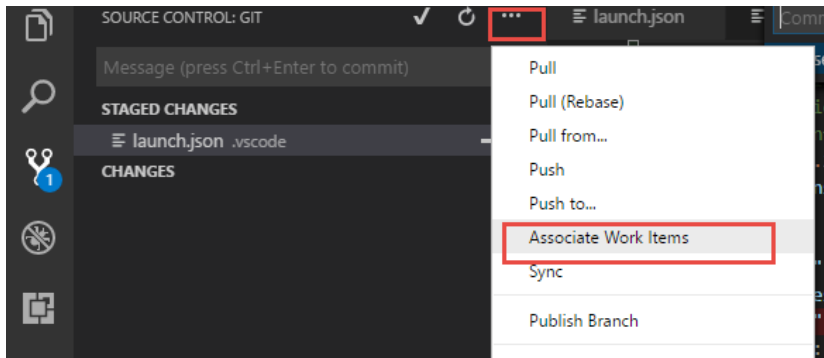 SOURCE CONTROL: GIT
launch.json
Message (press Ctrl+Enter to commit)
STAGED CHANGES
launch.json .vscode
CHANGES
1
Pull
Pull (Rebase)
Pull from...
Push
Push to...
Associate Work Items
Sync
Publish Branch